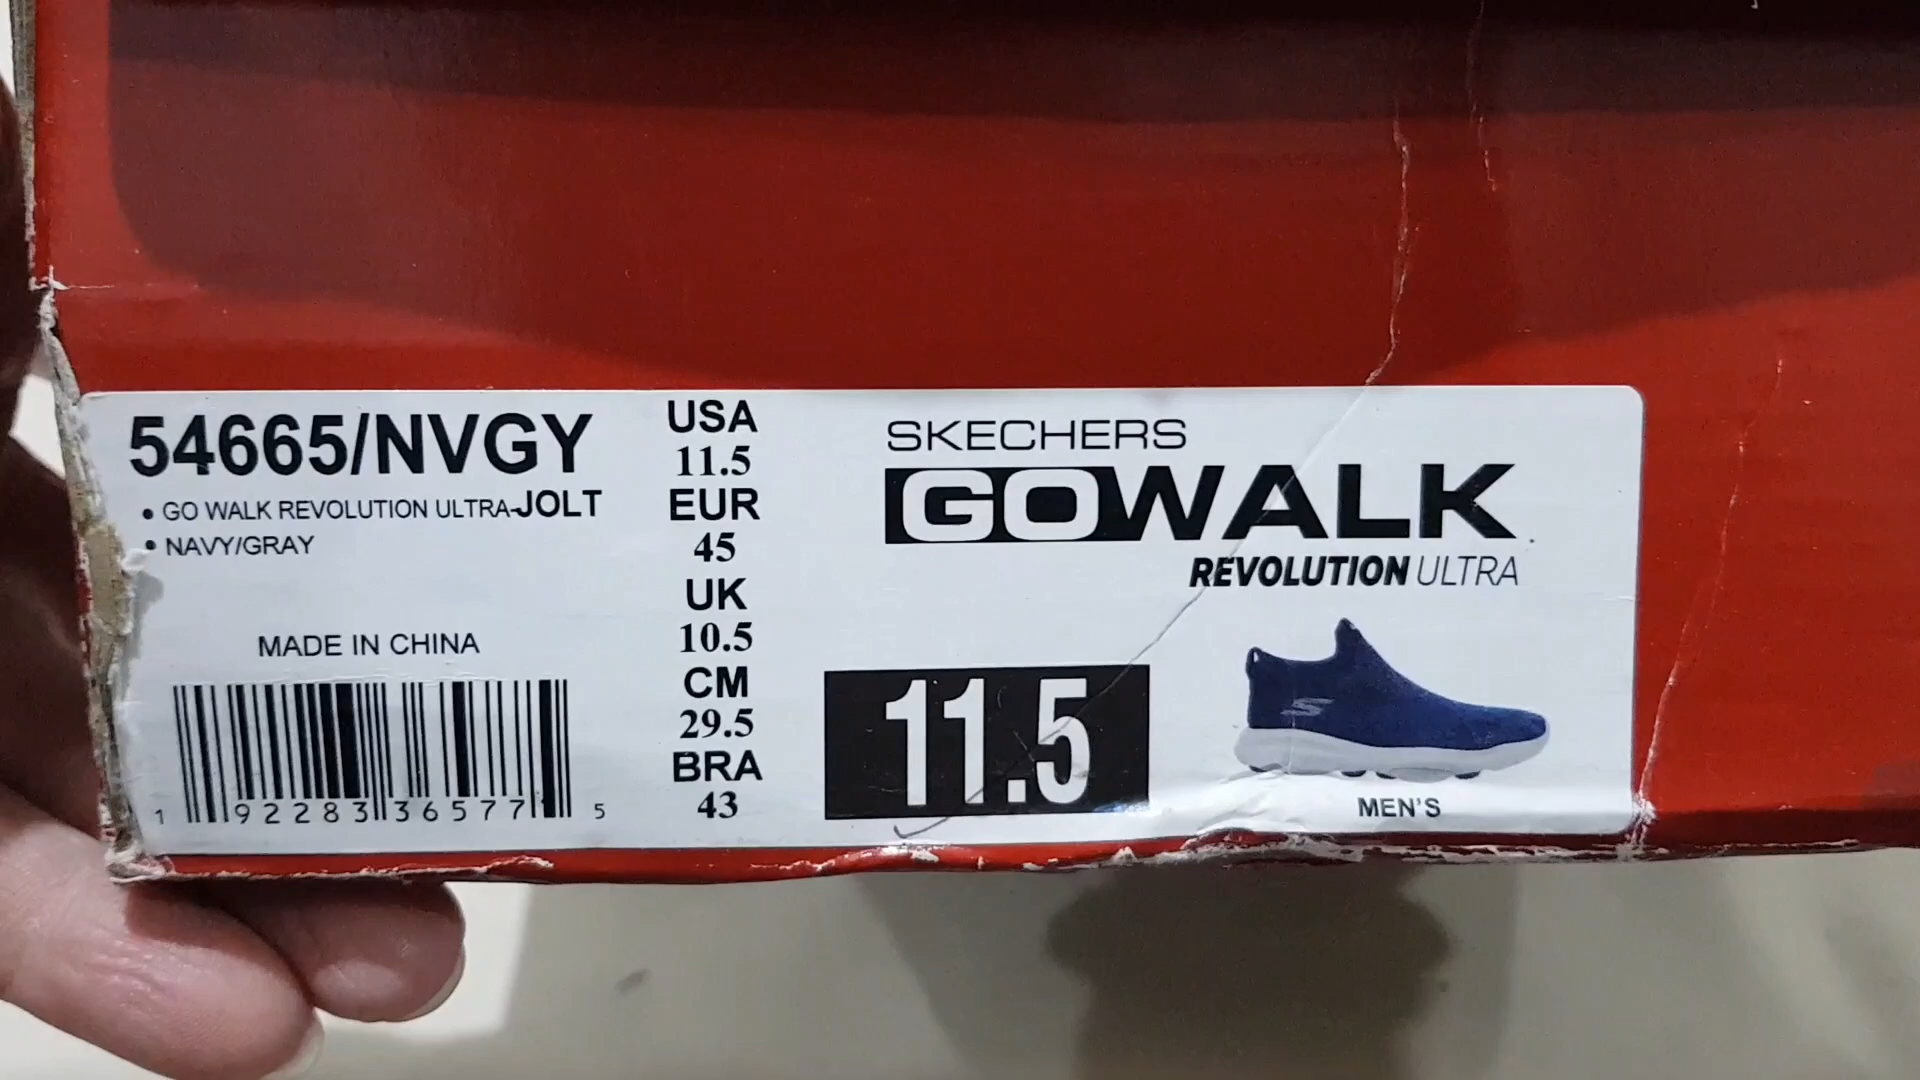 54665/NVGY
• GO WALK REVOLUTION ULTRA-JOLT
• NAVY/GRAY
MADE IN CHINA
1 92283 36577 5
USA
11.5
EUR
45
UK
10.5
CM
29.5
BRA
43
SKECHERS
GOWALK
REVOLUTION ULTRA
11.5
MEN'S